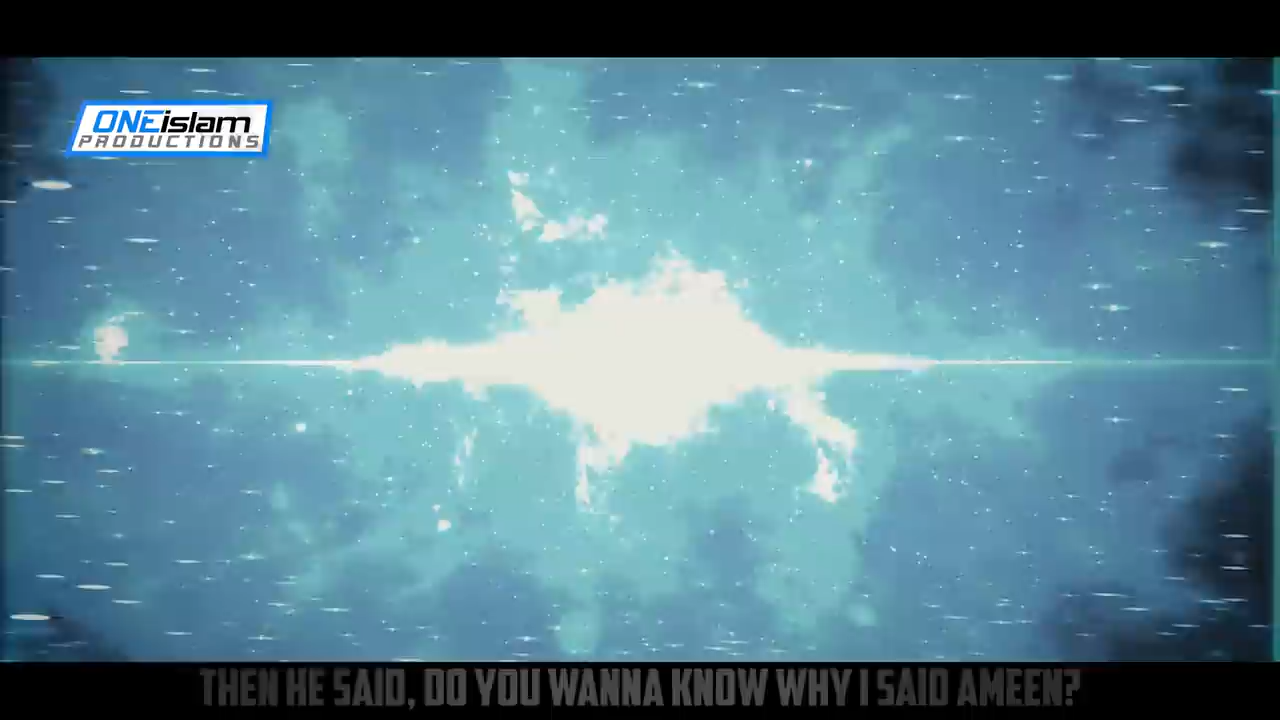 ONEislam
PRODUCTIONS
THEN HE SAID, DO YOU WANNA KNOW WHY I SAID AMEEN?